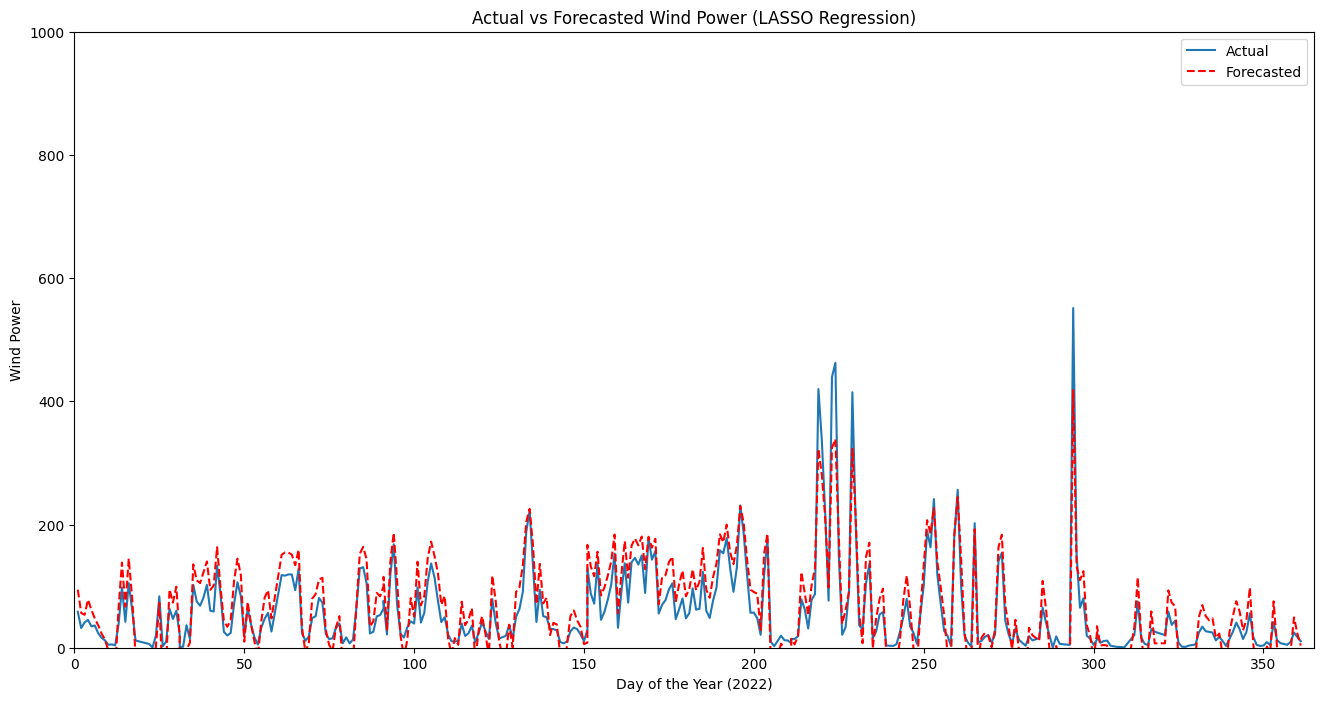 Actual vs Forecasted Wind Power (LASSO Regression)
1000
800
600
400
200
0
Wind Power
Actual
Forecasted
0 50 100 150 200 250 300 350
Day of the Year (2022)